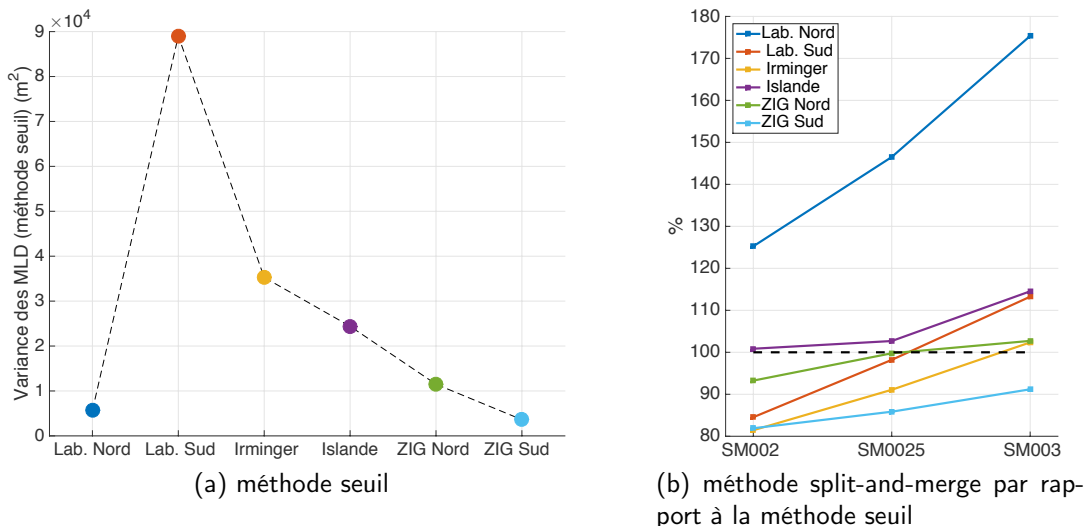 ×10⁴
9
8
7
6
5
4
3
2
1
0
Variance des MLD (méthode seuil) (m²)
Lab. Nord
Lab. Sud
Irminger
Islande
ZIG Nord
ZIG Sud
(a) méthode seuil
180
170
160
150
140
130
120
110
100
90
80
%
Lab. Nord
Lab. Sud
Irminger
Islande
ZIG Nord
ZIG Sud
SM002
SM0025
SM003
(b) méthode split-and-merge par rap-
port à la méthode seuil